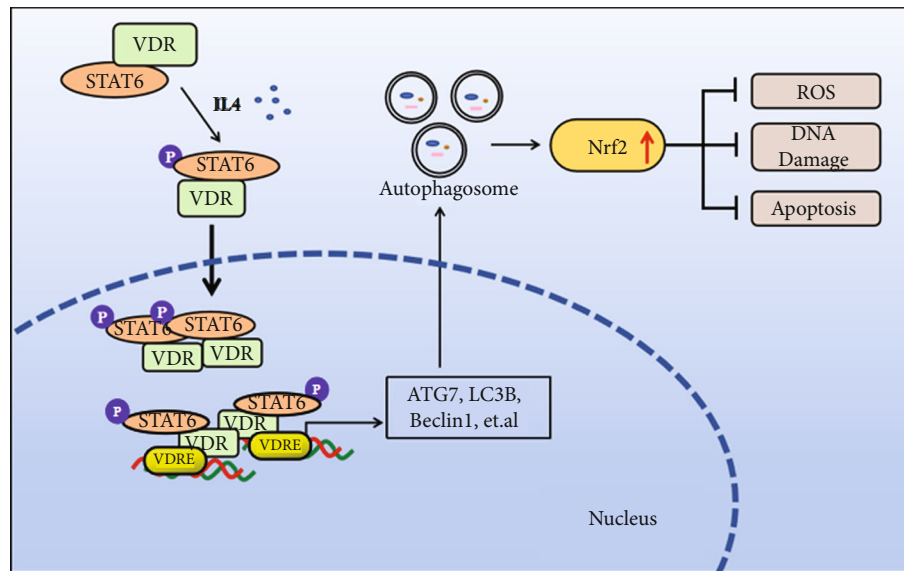 VDR
STAT6
IL4
P
STAT6
VDR
Autophagosome
Nrf2
ROS
DNA
Damage
Apoptosis
P
P
STAT6
STAT6
VDR
VDR
P
P
STAT6
STAT6
VDR
VDR
VDRE
VDRE
ATG7, LC3B,
Beclin1, et.al
Nucleus